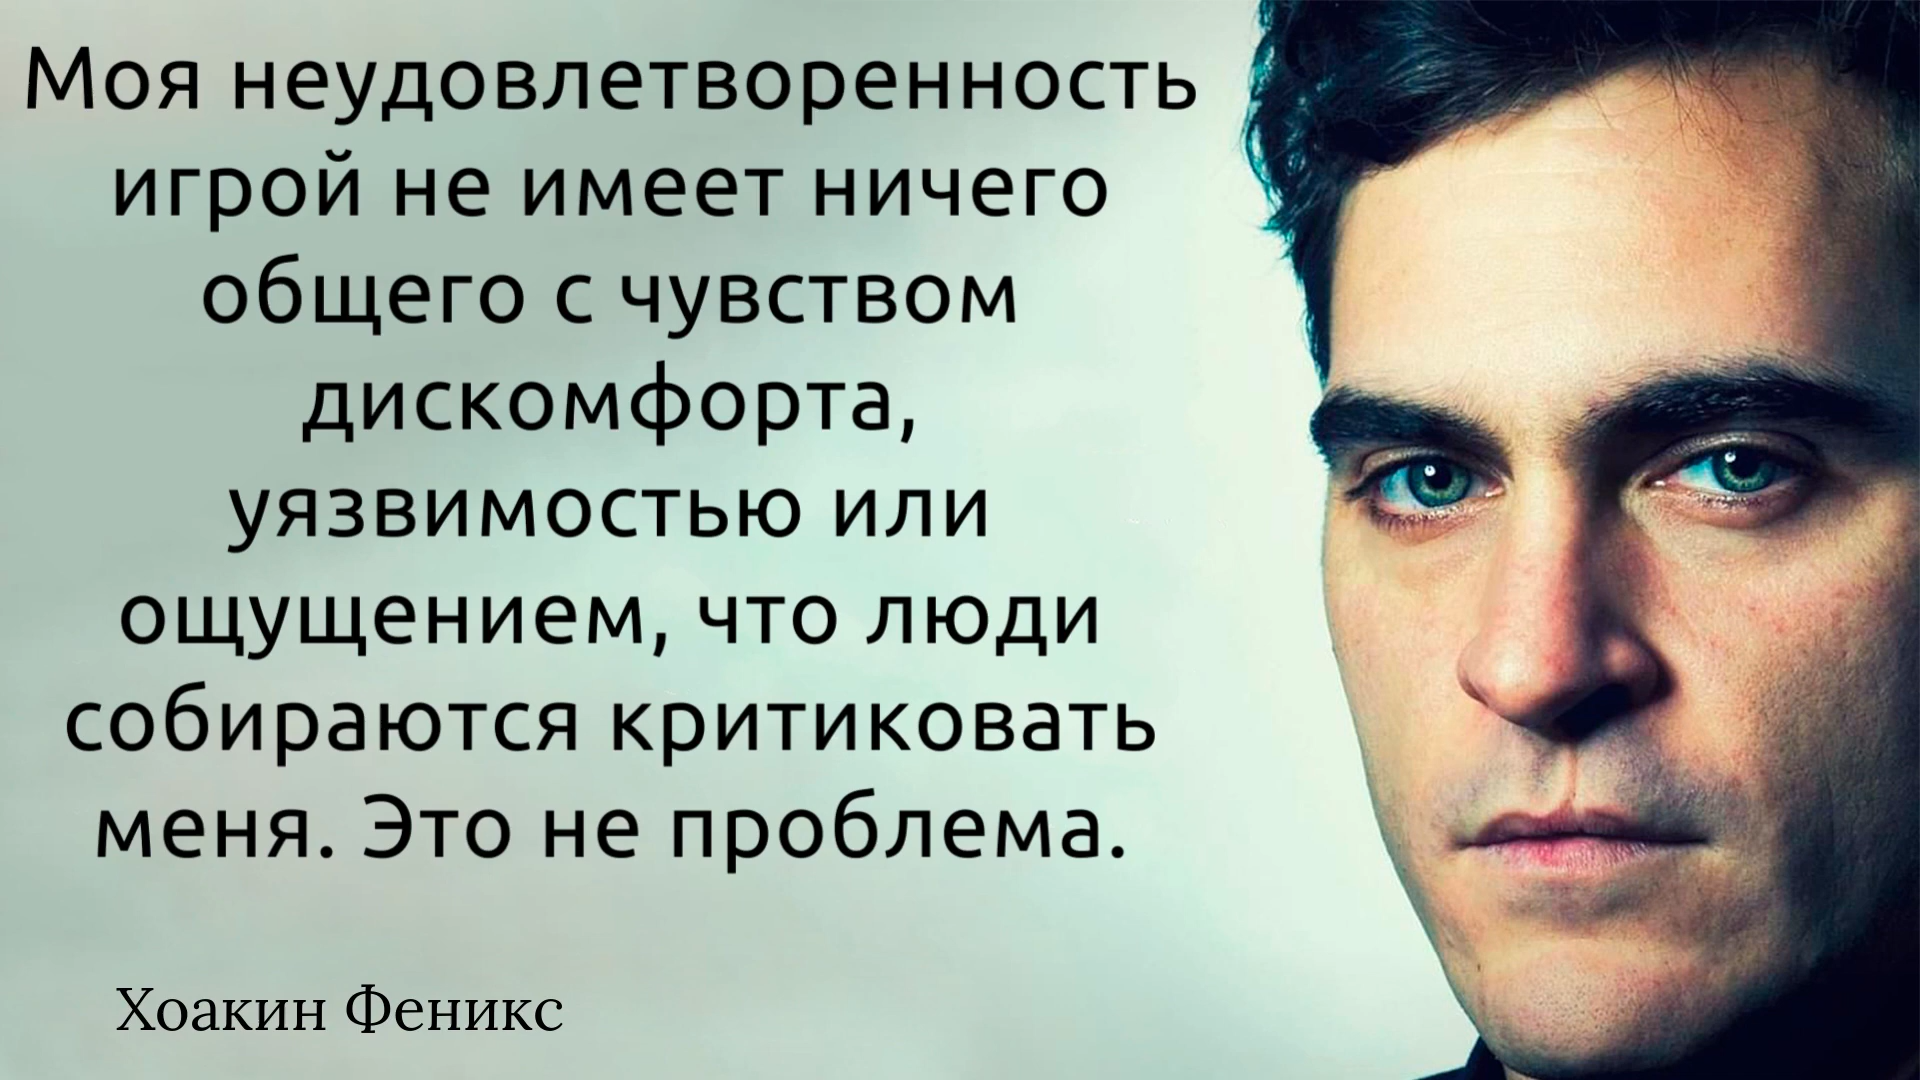 Моя неудовлетворенность
игрой не имеет ничего
общего с чувством
дискомфорта,
уязвимостью или
ощущением, что люди
собираются критиковать
меня. Это не проблема.
Хоакин Феникс